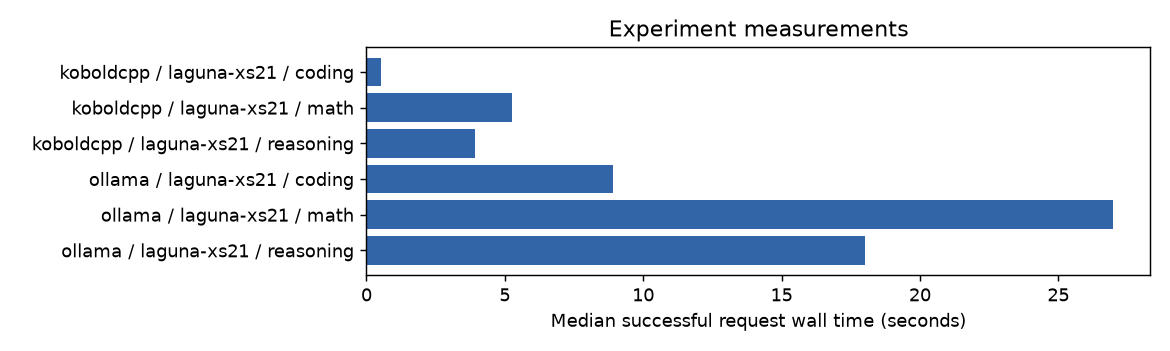 Experiment measurements
koboldcpp / laguna-xs21 / coding
koboldcpp / laguna-xs21 / math
koboldcpp / laguna-xs21 / reasoning
ollama / laguna-xs21 / coding
ollama / laguna-xs21 / math
ollama / laguna-xs21 / reasoning
0 5 10 15 20 25
Median successful request wall time (seconds)